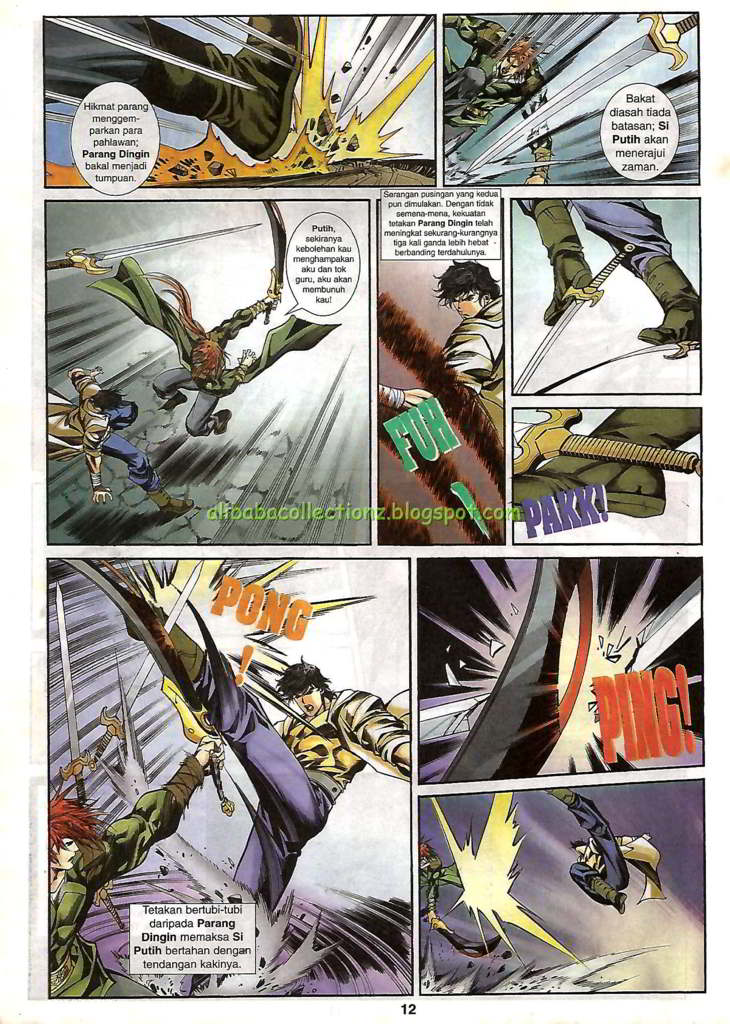 Hikmat parang
menggem-
parkan para
pahlawan;
Parang Dingin
bakal menjadi
tumpuan.
Bakat
diasah tiada
batasan; Si
Putih akan
menerajui
zaman.
Putih,
sekiranya
kebolehan kau
menghampakan
aku dan tok
guru, aku akan
membunuh
kau!
Serangan pusingan yang kedua
pun dimulakan. Dengan tidak
semena-mena, kekuatan
tetakan Parang Dingin telah
meningkat sekurang-kurangnya
tiga kali ganda lebih hebat
berbanding terdahulunya.
FUH
!
PAKK!
alibabacollectionz.blogspot.com
PONG
!
PING!
Tetakan bertubi-tubi
daripada Parang
Dingin memaksa Si
Putih bertahan dengan
tendangan kakinya.
12